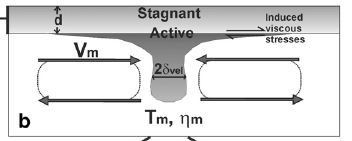 d
Stagnant
Active
Induced
viscous
stresses
Vm
2δvel
b
Tm, ηm